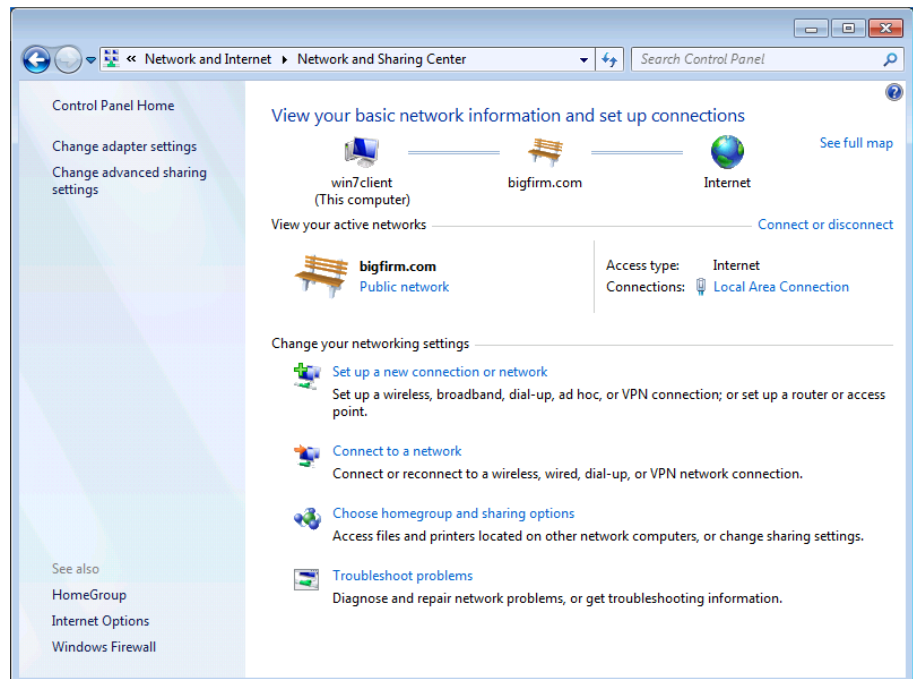 « Network and Internet ▸ Network and Sharing Center
Search Control Panel
Control Panel Home
Change adapter settings
Change advanced sharing
settings
View your basic network information and set up connections
See full map
win7client
(This computer)
bigfirm.com
Internet
View your active networks
Connect or disconnect
bigfirm.com
Public network
Access type: Internet
Connections: Local Area Connection
Change your networking settings
Set up a new connection or network
Set up a wireless, broadband, dial-up, ad hoc, or VPN connection; or set up a router or access
point.
Connect to a network
Connect or reconnect to a wireless, wired, dial-up, or VPN network connection.
Choose homegroup and sharing options
Access files and printers located on other network computers, or change sharing settings.
Troubleshoot problems
Diagnose and repair network problems, or get troubleshooting information.
See also
HomeGroup
Internet Options
Windows Firewall